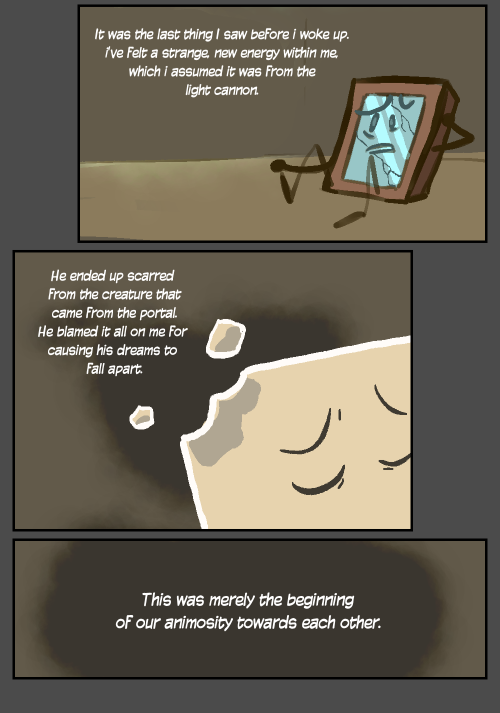 It was the last thing I saw before i woke up.
i've felt a strange, new energy within me,
which i assumed it was from the
light cannon.
He ended up scarred
from the creature that
came from the portal.
He blamed it all on me for
causing his dreams to
fall apart.
This was merely the beginning
of our animosity towards each other.